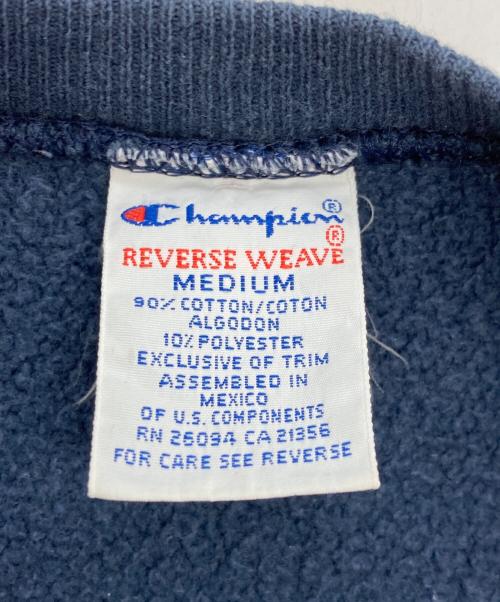 Champion®
REVERSE WEAVE®
MEDIUM
90% COTTON/COTON
ALGODON
10% POLYESTER
EXCLUSIVE OF TRIM
ASSEMBLED IN
MEXICO
OF U.S. COMPONENTS
RN 26094 CA 21356
FOR CARE SEE REVERSE